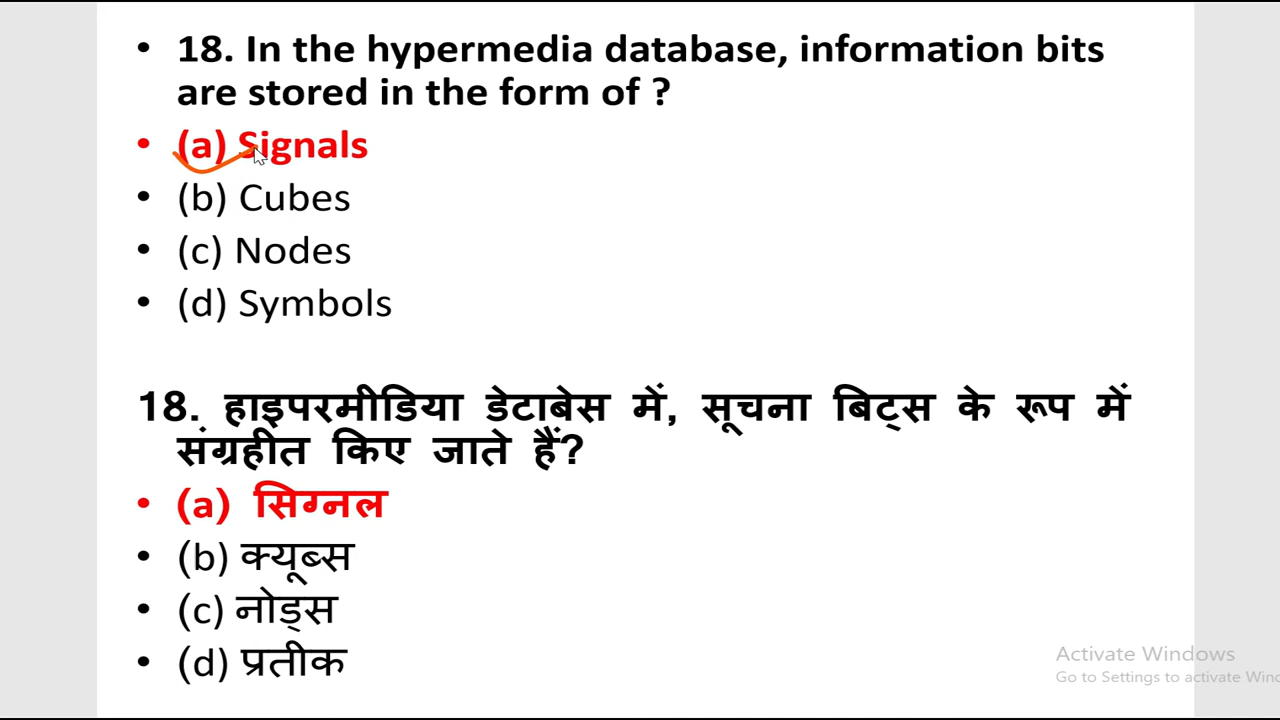 • 18. In the hypermedia database, information bits
are stored in the form of ?
• (a) Signals
• (b) Cubes
• (c) Nodes
• (d) Symbols
18. हाइपरमीडिया डेटाबेस में, सूचना बिट्स के रूप में
संग्रहीत किए जाते हैं?
• (a) सिग्नल
• (b) क्यूब्स
• (c) नोड्स
• (d) प्रतीक
Activate Windows
Go to Settings to activate Wind